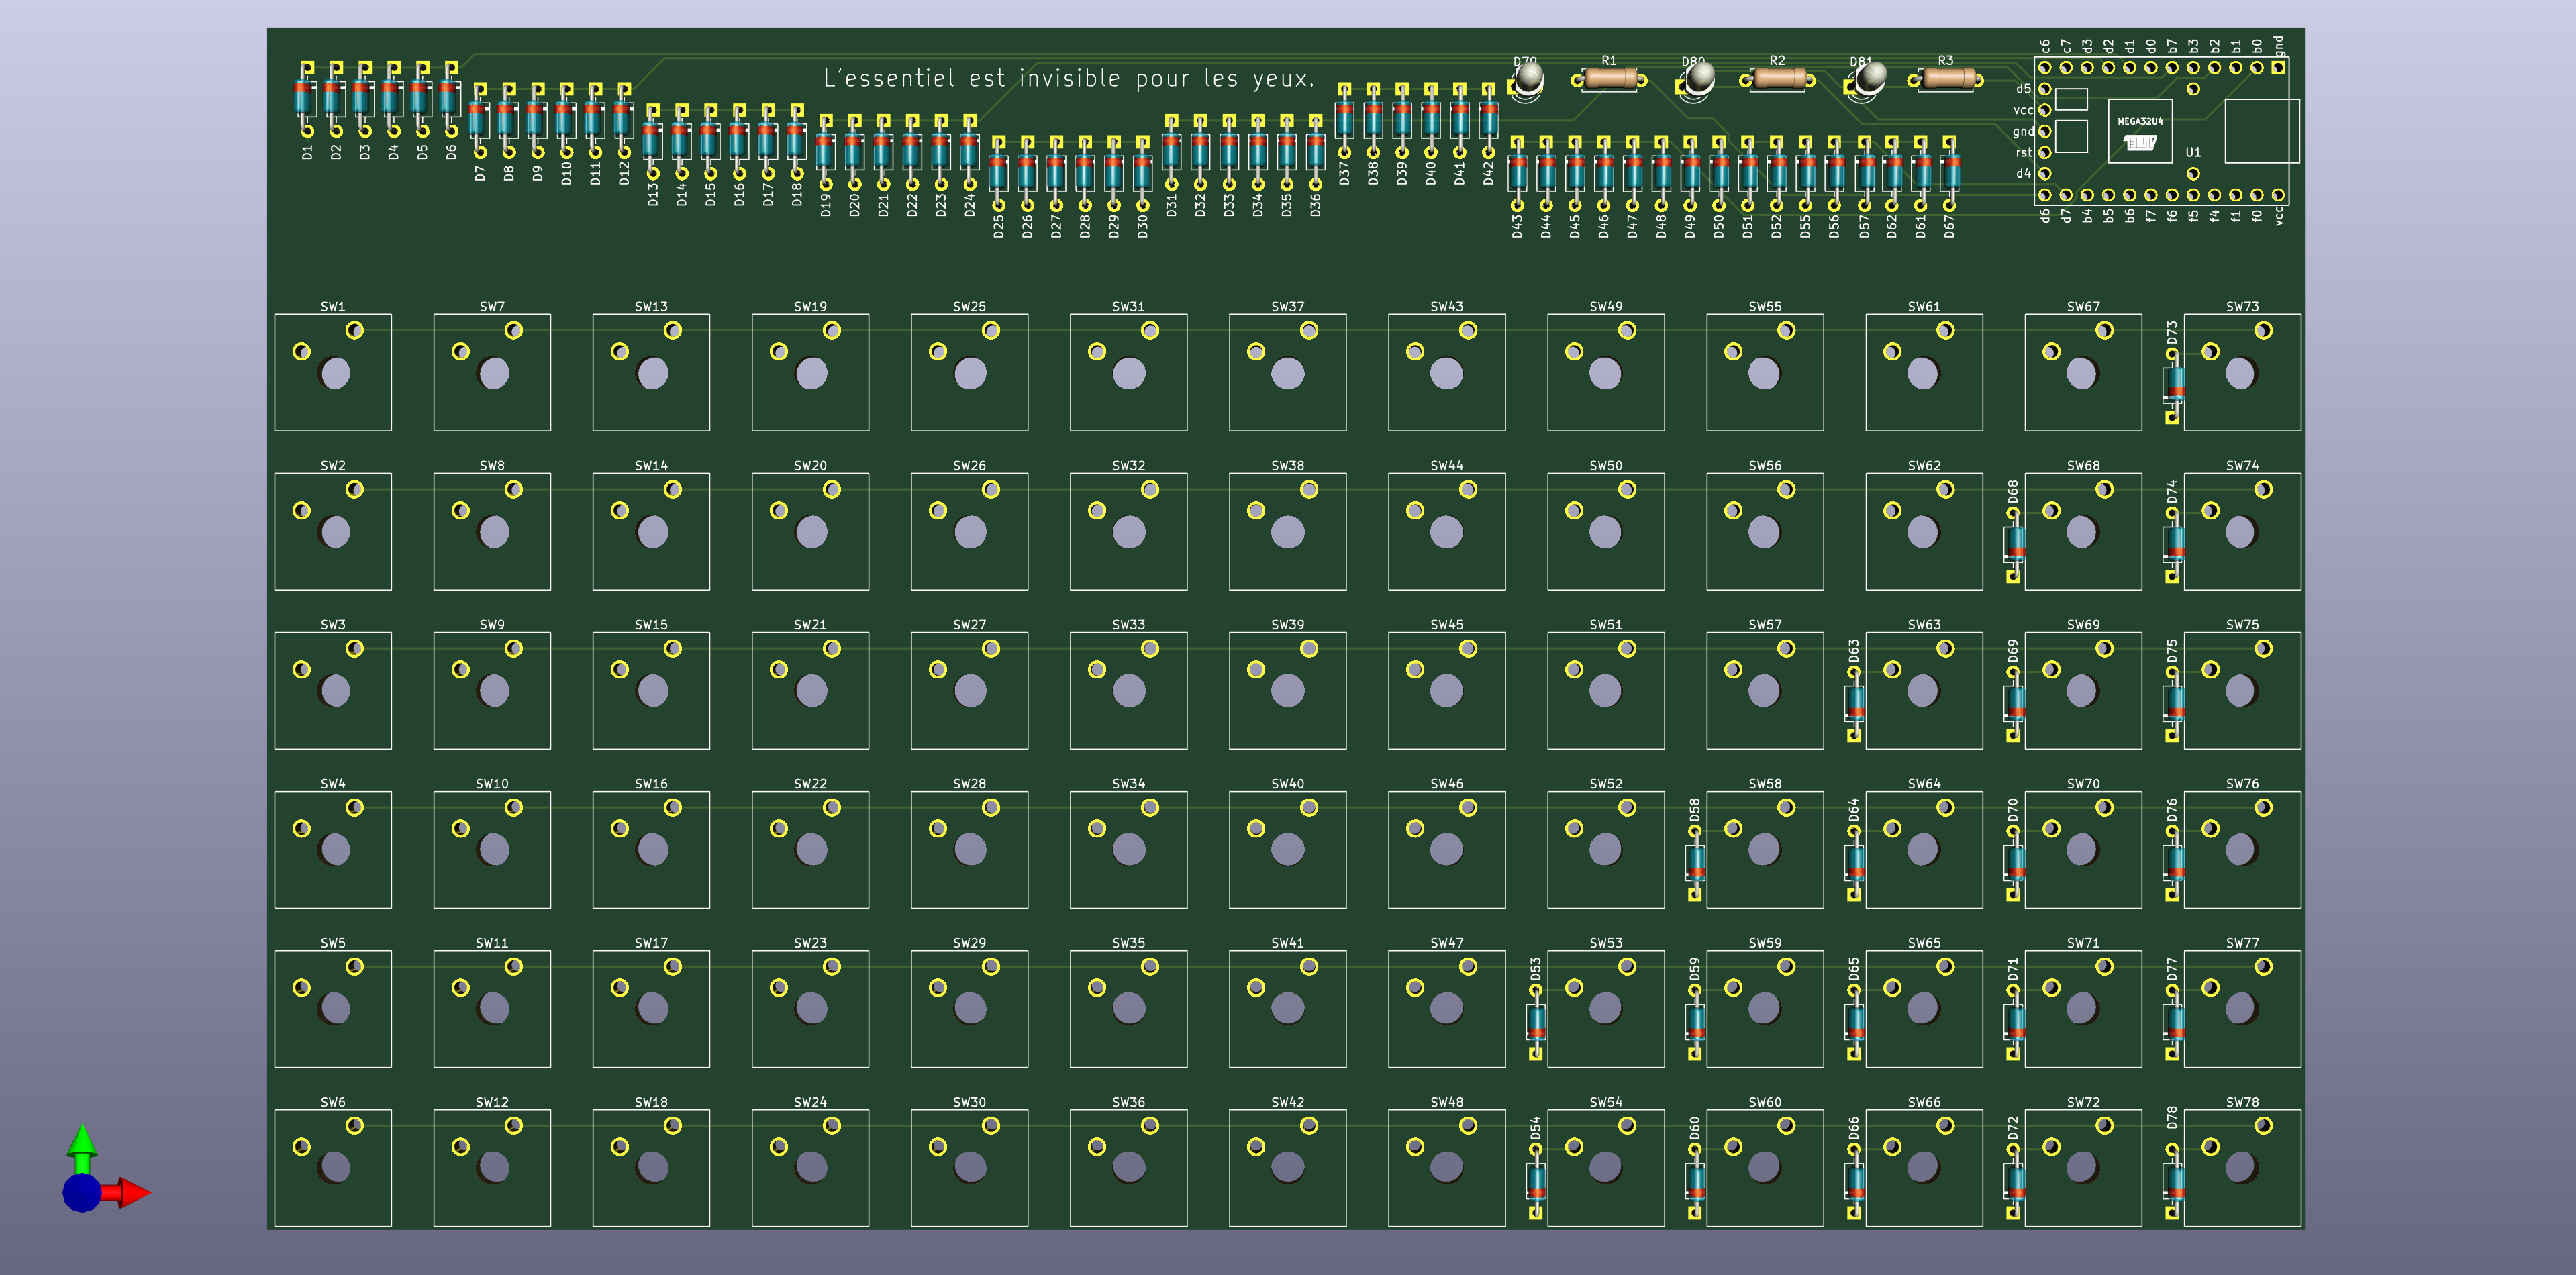 L'essentiel est invisible pour les yeux.
D79 R1 D80 R2 D81 R3
c6 c7 d3 d2 d1 d0 b7 b3 b2 b1 b0 gnd
d5
vcc
gnd
rst
d4
MEGA32U4
U1
d6 d7 b4 b5 b6 f7 f6 f5 f4 f1 f0 vcc
D1 D2 D3 D4 D5 D6
D7 D8 D9 D10 D11 D12
D13 D14 D15 D16 D17 D18
D19 D20 D21 D22 D23 D24
D25 D26 D27 D28 D29 D30
D31 D32 D33 D34 D35 D36
D37 D38 D39 D40 D41 D42
D43 D44 D45 D46 D47 D48 D49 D50 D51 D52 D55 D56 D57 D62 D61 D67
SW1 SW7 SW13 SW19 SW25 SW31 SW37 SW43 SW49 SW55 SW61 SW67 SW73
D73
SW2 SW8 SW14 SW20 SW26 SW32 SW38 SW44 SW50 SW56 SW62 SW68 SW74
D68 D74
SW3 SW9 SW15 SW21 SW27 SW33 SW39 SW45 SW51 SW57 SW63 SW69 SW75
D63 D69 D75
SW4 SW10 SW16 SW22 SW28 SW34 SW40 SW46 SW52 SW58 SW64 SW70 SW76
D58 D64 D70 D76
SW5 SW11 SW17 SW23 SW29 SW35 SW41 SW47 SW53 SW59 SW65 SW71 SW77
D53 D59 D65 D71 D77
SW6 SW12 SW18 SW24 SW30 SW36 SW42 SW48 SW54 SW60 SW66 SW72 SW78
D54 D60 D66 D72 D78